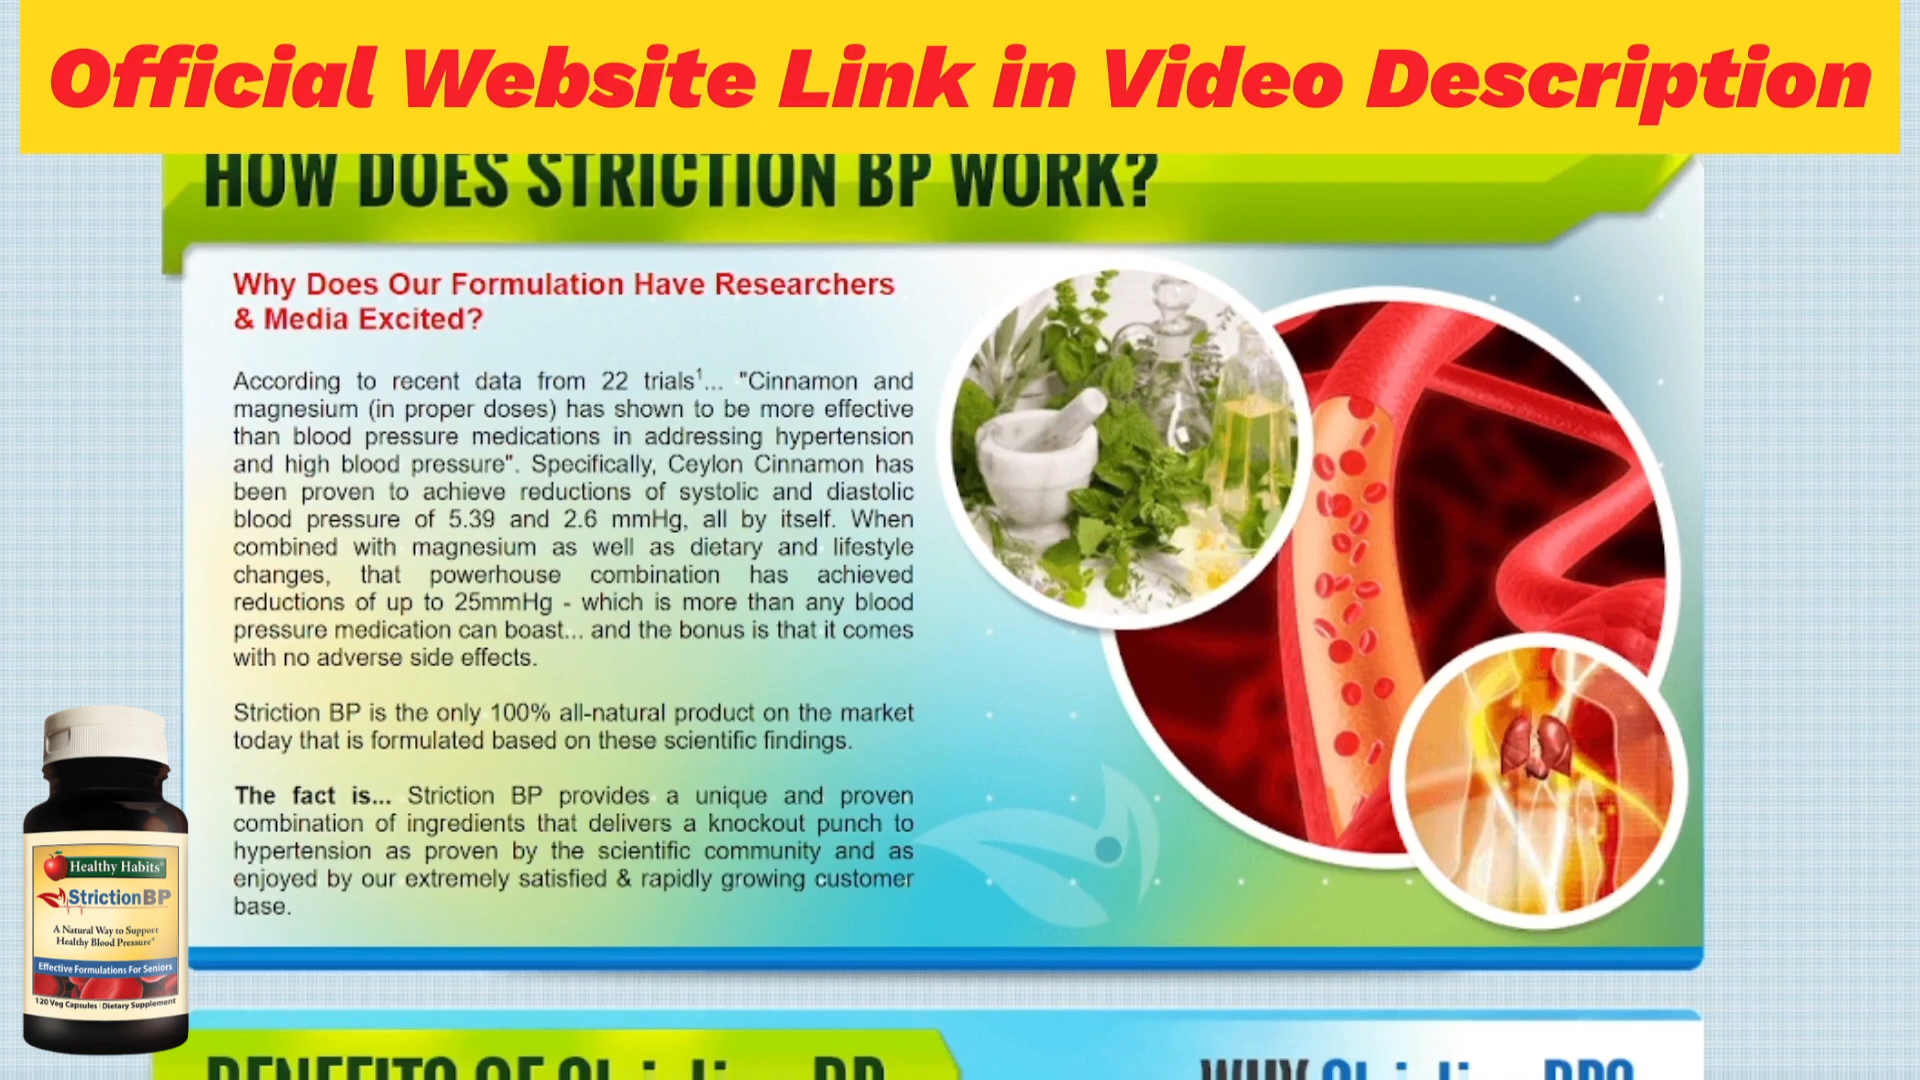 Official Website Link in Video Description
HOW DOES STRICTION BP WORK?
Why Does Our Formulation Have Researchers
& Media Excited?
According to recent data from 22 trials¹... "Cinnamon and
magnesium (in proper doses) has shown to be more effective
than blood pressure medications in addressing hypertension
and high blood pressure". Specifically, Ceylon Cinnamon has
been proven to achieve reductions of systolic and diastolic
blood pressure of 5.39 and 2.6 mmHg, all by itself. When
combined with magnesium as well as dietary and lifestyle
changes, that powerhouse combination has achieved
reductions of up to 25mmHg - which is more than any blood
pressure medication can boast... and the bonus is that it comes
with no adverse side effects.
Striction BP is the only 100% all-natural product on the market
today that is formulated based on these scientific findings.
The fact is... Striction BP provides a unique and proven
combination of ingredients that delivers a knockout punch to
hypertension as proven by the scientific community and as
enjoyed by our extremely satisfied & rapidly growing customer
base.
Healthy Habits®
StrictionBP
A Natural Way to Support
Healthy Blood Pressure*
Effective Formulations For Seniors
120 Veg Capsules | Dietary Supplement
BENEFITS OF Striction BP
WHY Striction BP?